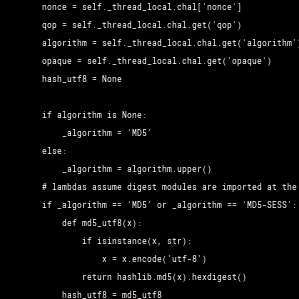 nonce = self._thread_local.chal['nonce']
qop = self._thread_local.chal.get('qop')
algorithm = self._thread_local.chal.get('algorithm'
opaque = self._thread_local.chal.get('opaque')
hash_utf8 = None
if algorithm is None:
_algorithm = 'MD5'
else:
_algorithm = algorithm.upper()
# lambdas assume digest modules are imported at the
if _algorithm == 'MD5' or _algorithm == 'MD5-SESS':
def md5_utf8(x):
if isinstance(x, str):
x = x.encode('utf-8')
return hashlib.md5(x).hexdigest()
hash_utf8 = md5_utf8